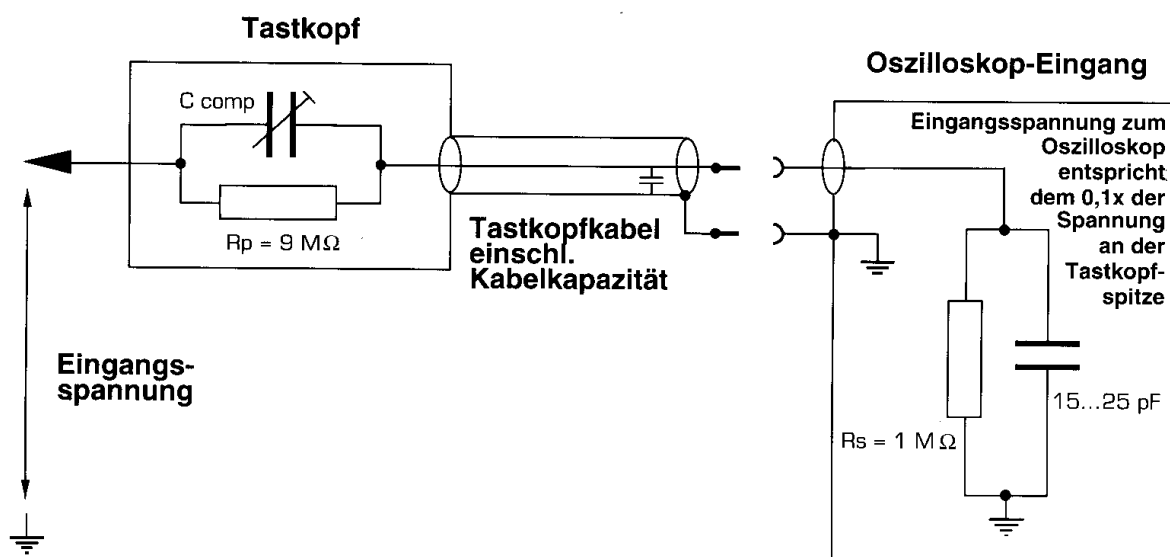 Tastkopf
C comp
Rp = 9 MΩ
Tastkopfkabel
einschl.
Kabelkapazität
Eingangs-
spannung
Oszilloskop-Eingang
Eingangsspannung zum
Oszilloskop
entspricht
dem 0,1x der
Spannung
an der
Tastkopf-
spitze
15...25 pF
Rs = 1 MΩ